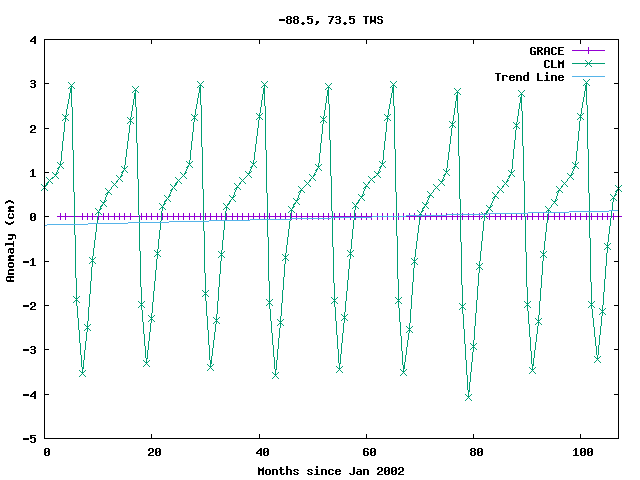 -88.5, 73.5 TWS
4
GRACE
CLM
3
Trend Line
2
1
0
-1
-2
-3
-4
-5
Anomaly (cm)
0 20 40 60 80 100
Months since Jan 2002